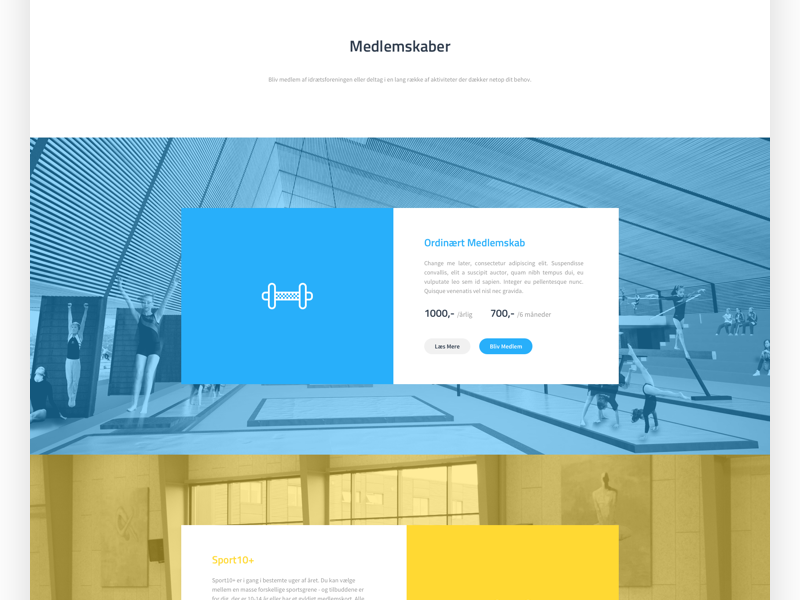 Medlemskaber
Bliv medlem af idrætsforeningen eller deltag i en lang række af aktiviteter der dækker netop dit behov.
Ordinært Medlemskab
Change me later, consectetur adipiscing elit. Suspendisse
convallis, elit a suscipit auctor, quam nibh tempus dui, eu
vulputate leo sem id sapien. Integer eu pellentesque nunc.
Quisque venenatis vel nisl nec gravida.
1000,- /årlig 700,- /6 måneder
Læs Mere Bliv Medlem
Sport10+
Sport10+ er i gang i bestemte uger af året. Du kan vælge
mellem en masse forskellige sportsgrene - og tilbuddene er
for dig, der er 10-14 år eller har et gyldigt medlemskort. Alle